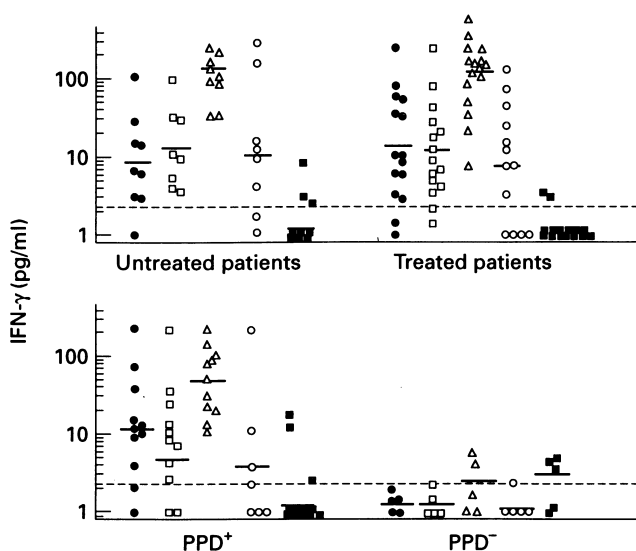 100
10
1
Untreated patients
Treated patients
IFN-γ (pg/ml)
100
10
1
PPD⁺
PPD⁻